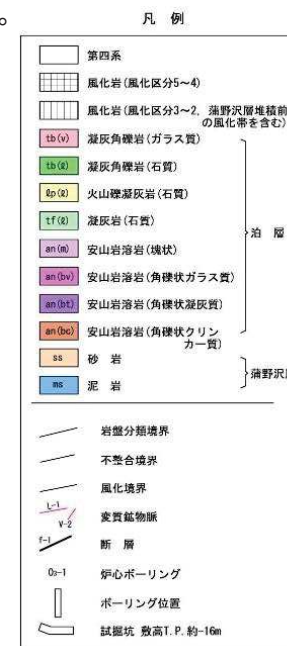 。
凡 例
第四系
風化岩(風化区分5~4)
風化岩(風化区分3~2, 蒲野沢層堆積前
の風化帯を含む)
tb(v) 凝灰角礫岩(ガラス質)
tb(ℓ) 凝灰角礫岩(石質)
ℓp(ℓ) 火山礫凝灰岩(石質)
tf(ℓ) 凝灰岩(石質)
an(m) 安山岩溶岩(塊状)
泊 層
an(bv) 安山岩溶岩(角礫状ガラス質)
an(bt) 安山岩溶岩(角礫状凝灰質)
an(bc) 安山岩溶岩(角礫状クリン
カー質)
ss 砂 岩
蒲野沢
ms 泥 岩
岩盤分類境界
不整合境界
風化境界
L-1
V-2
変質鉱物脈
f-1
断 層
O₂-1 炉心ボーリング
ボーリング位置
試掘坑 敷高T.P.約-16m